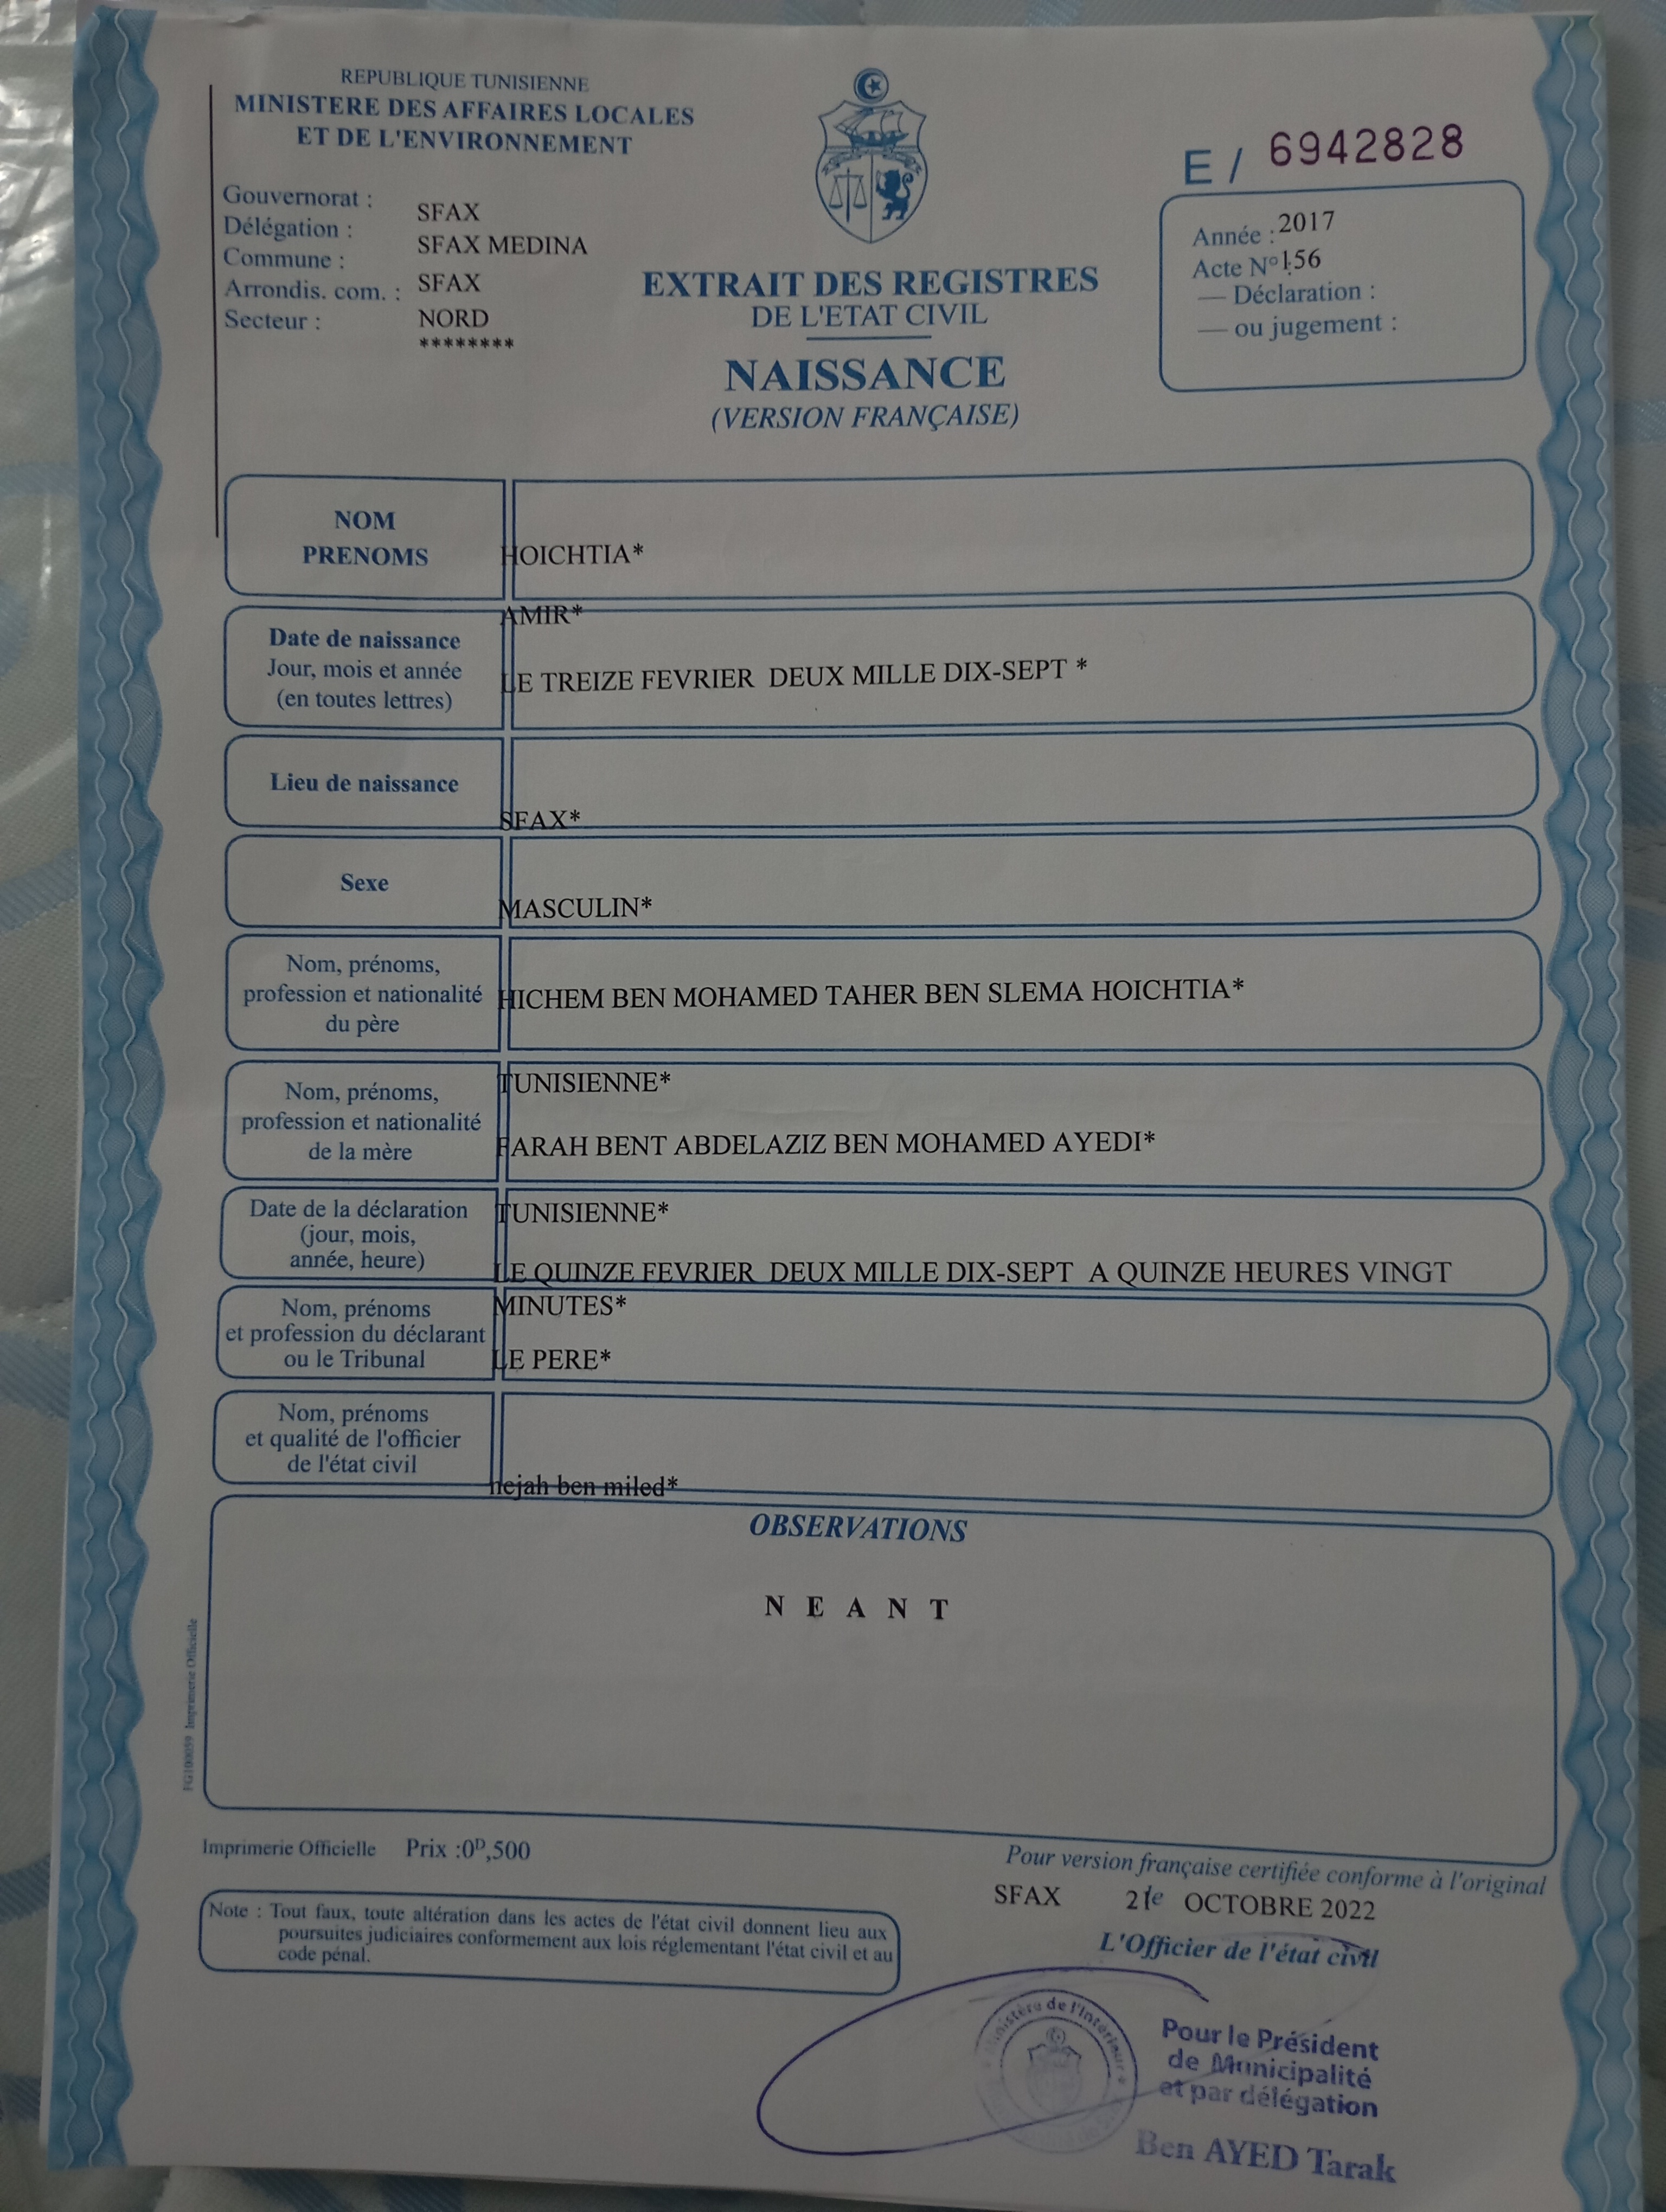 REPUBLIQUE TUNISIENNE
MINISTERE DES AFFAIRES LOCALES
ET DE L'ENVIRONNEMENT
Gouvernorat : SFAX
Délégation : SFAX MEDINA
Commune : SFAX
Arrondis. com. : NORD
Secteur : ********
E / 6942828
Année : 2017
Acte N° 156
— Déclaration :
— ou jugement :
EXTRAIT DES REGISTRES
DE L'ETAT CIVIL
NAISSANCE
(VERSION FRANÇAISE)
NOM
PRENOMS
HOICHTIA*
AMIR*
Date de naissance
Jour, mois et année
(en toutes lettres)
LE TREIZE FEVRIER DEUX MILLE DIX-SEPT *
Lieu de naissance
SFAX*
Sexe
MASCULIN*
Nom, prénoms,
profession et nationalité
du père
HICHEM BEN MOHAMED TAHER BEN SLEMA HOICHTIA*
TUNISIENNE*
Nom, prénoms,
profession et nationalité
de la mère
FARAH BENT ABDELAZIZ BEN MOHAMED AYEDI*
TUNISIENNE*
Date de la déclaration
(jour, mois,
année, heure)
LE QUINZE FEVRIER DEUX MILLE DIX-SEPT A QUINZE HEURES VINGT
MINUTES*
Nom, prénoms
et profession du déclarant
ou le Tribunal
LE PERE*
Nom, prénoms
et qualité de l'officier
de l'état civil
nejah ben miled*
OBSERVATIONS
N E A N T
FG100059 Imprimerie Officielle
Imprimerie Officielle Prix :0D,500
Note : Tout faux, toute altération dans les actes de l'état civil donnent lieu aux
poursuites judiciaires conformement aux lois réglementant l'état civil et au
code pénal.
Pour version française certifiée conforme à l'original
SFAX 21 le OCTOBRE 2022
L'Officier de l'état civil
Ministère de l'Intérieur
Pour le Président
de Municipalité
et par délégation
Ben AYED Tarak